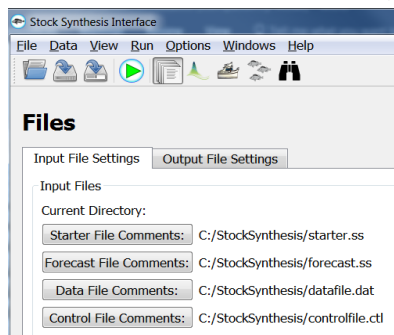 Stock Synthesis Interface
File Data View Run Options Windows Help
Files
Input File Settings Output File Settings
Input Files
Current Directory:
Starter File Comments: C:/StockSynthesis/starter.ss
Forecast File Comments: C:/StockSynthesis/forecast.ss
Data File Comments: C:/StockSynthesis/datafile.dat
Control File Comments: C:/StockSynthesis/controlfile.ctl